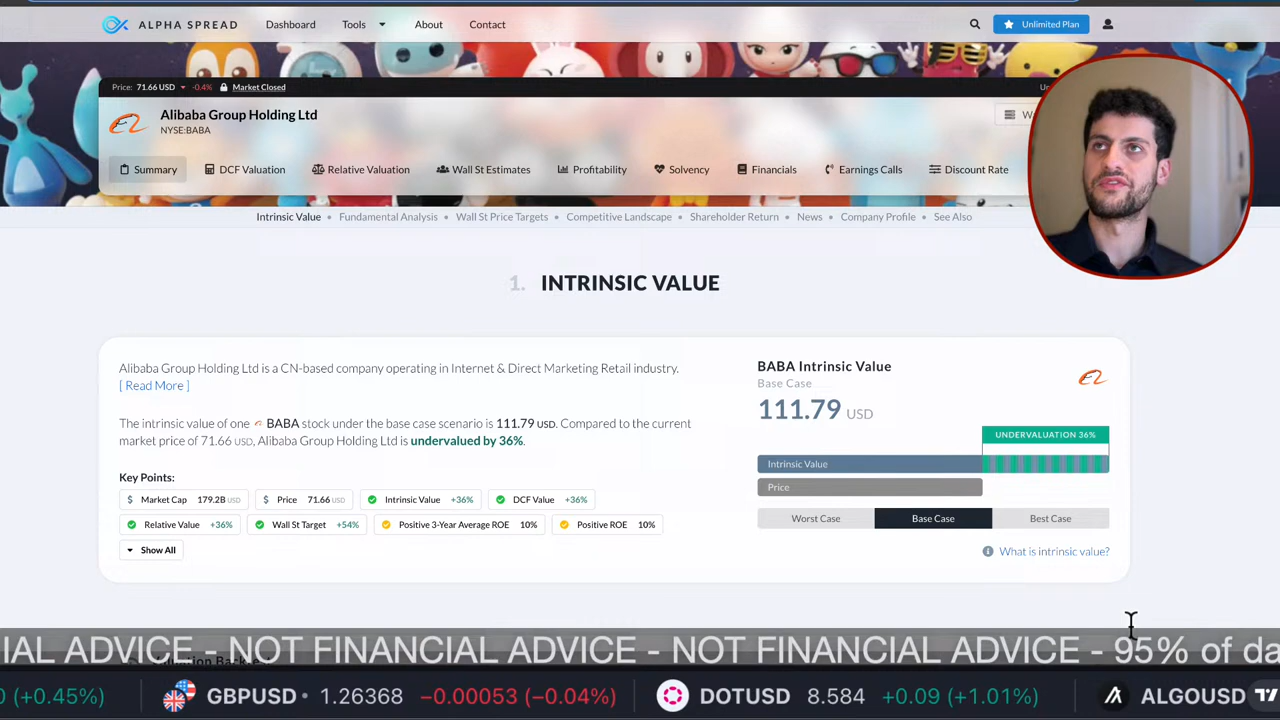 ALPHA SPREAD Dashboard Tools About Contact Unlimited Plan
Price: 71.66 USD -0.4% Market Closed
Alibaba Group Holding Ltd
NYSE:BABA
Summary DCF Valuation Relative Valuation Wall St Estimates Profitability Solvency Financials Earnings Calls Discount Rate
Intrinsic Value • Fundamental Analysis • Wall St Price Targets • Competitive Landscape • Shareholder Return • News • Company Profile • See Also
1. INTRINSIC VALUE
Alibaba Group Holding Ltd is a CN-based company operating in Internet & Direct Marketing Retail industry.
[ Read More ]
The intrinsic value of one BABA stock under the base case scenario is 111.79 USD. Compared to the current
market price of 71.66 USD, Alibaba Group Holding Ltd is undervalued by 36%.
Key Points:
$ Market Cap 179.2B USD $ Price 71.66 USD Intrinsic Value +36% DCF Value +36%
Relative Value +36% Wall St Target +54% Positive 3-Year Average ROE 10% Positive ROE 10%
Show All
BABA Intrinsic Value
Base Case
111.79 USD
UNDERVALUATION 36%
Intrinsic Value
Price
Worst Case Base Case Best Case
What is intrinsic value?
IAL ADVICE - NOT FINANCIAL ADVICE - NOT FINANCIAL ADVICE - 95% of da
0 (+0.45%) GBPUSD • 1.26368 −0.00053 (−0.04%) DOTUSD 8.584 +0.09 (+1.01%) ALGOUSD